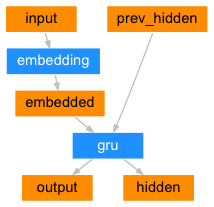 input
prev_hidden
embedding
embedded
gru
output
hidden